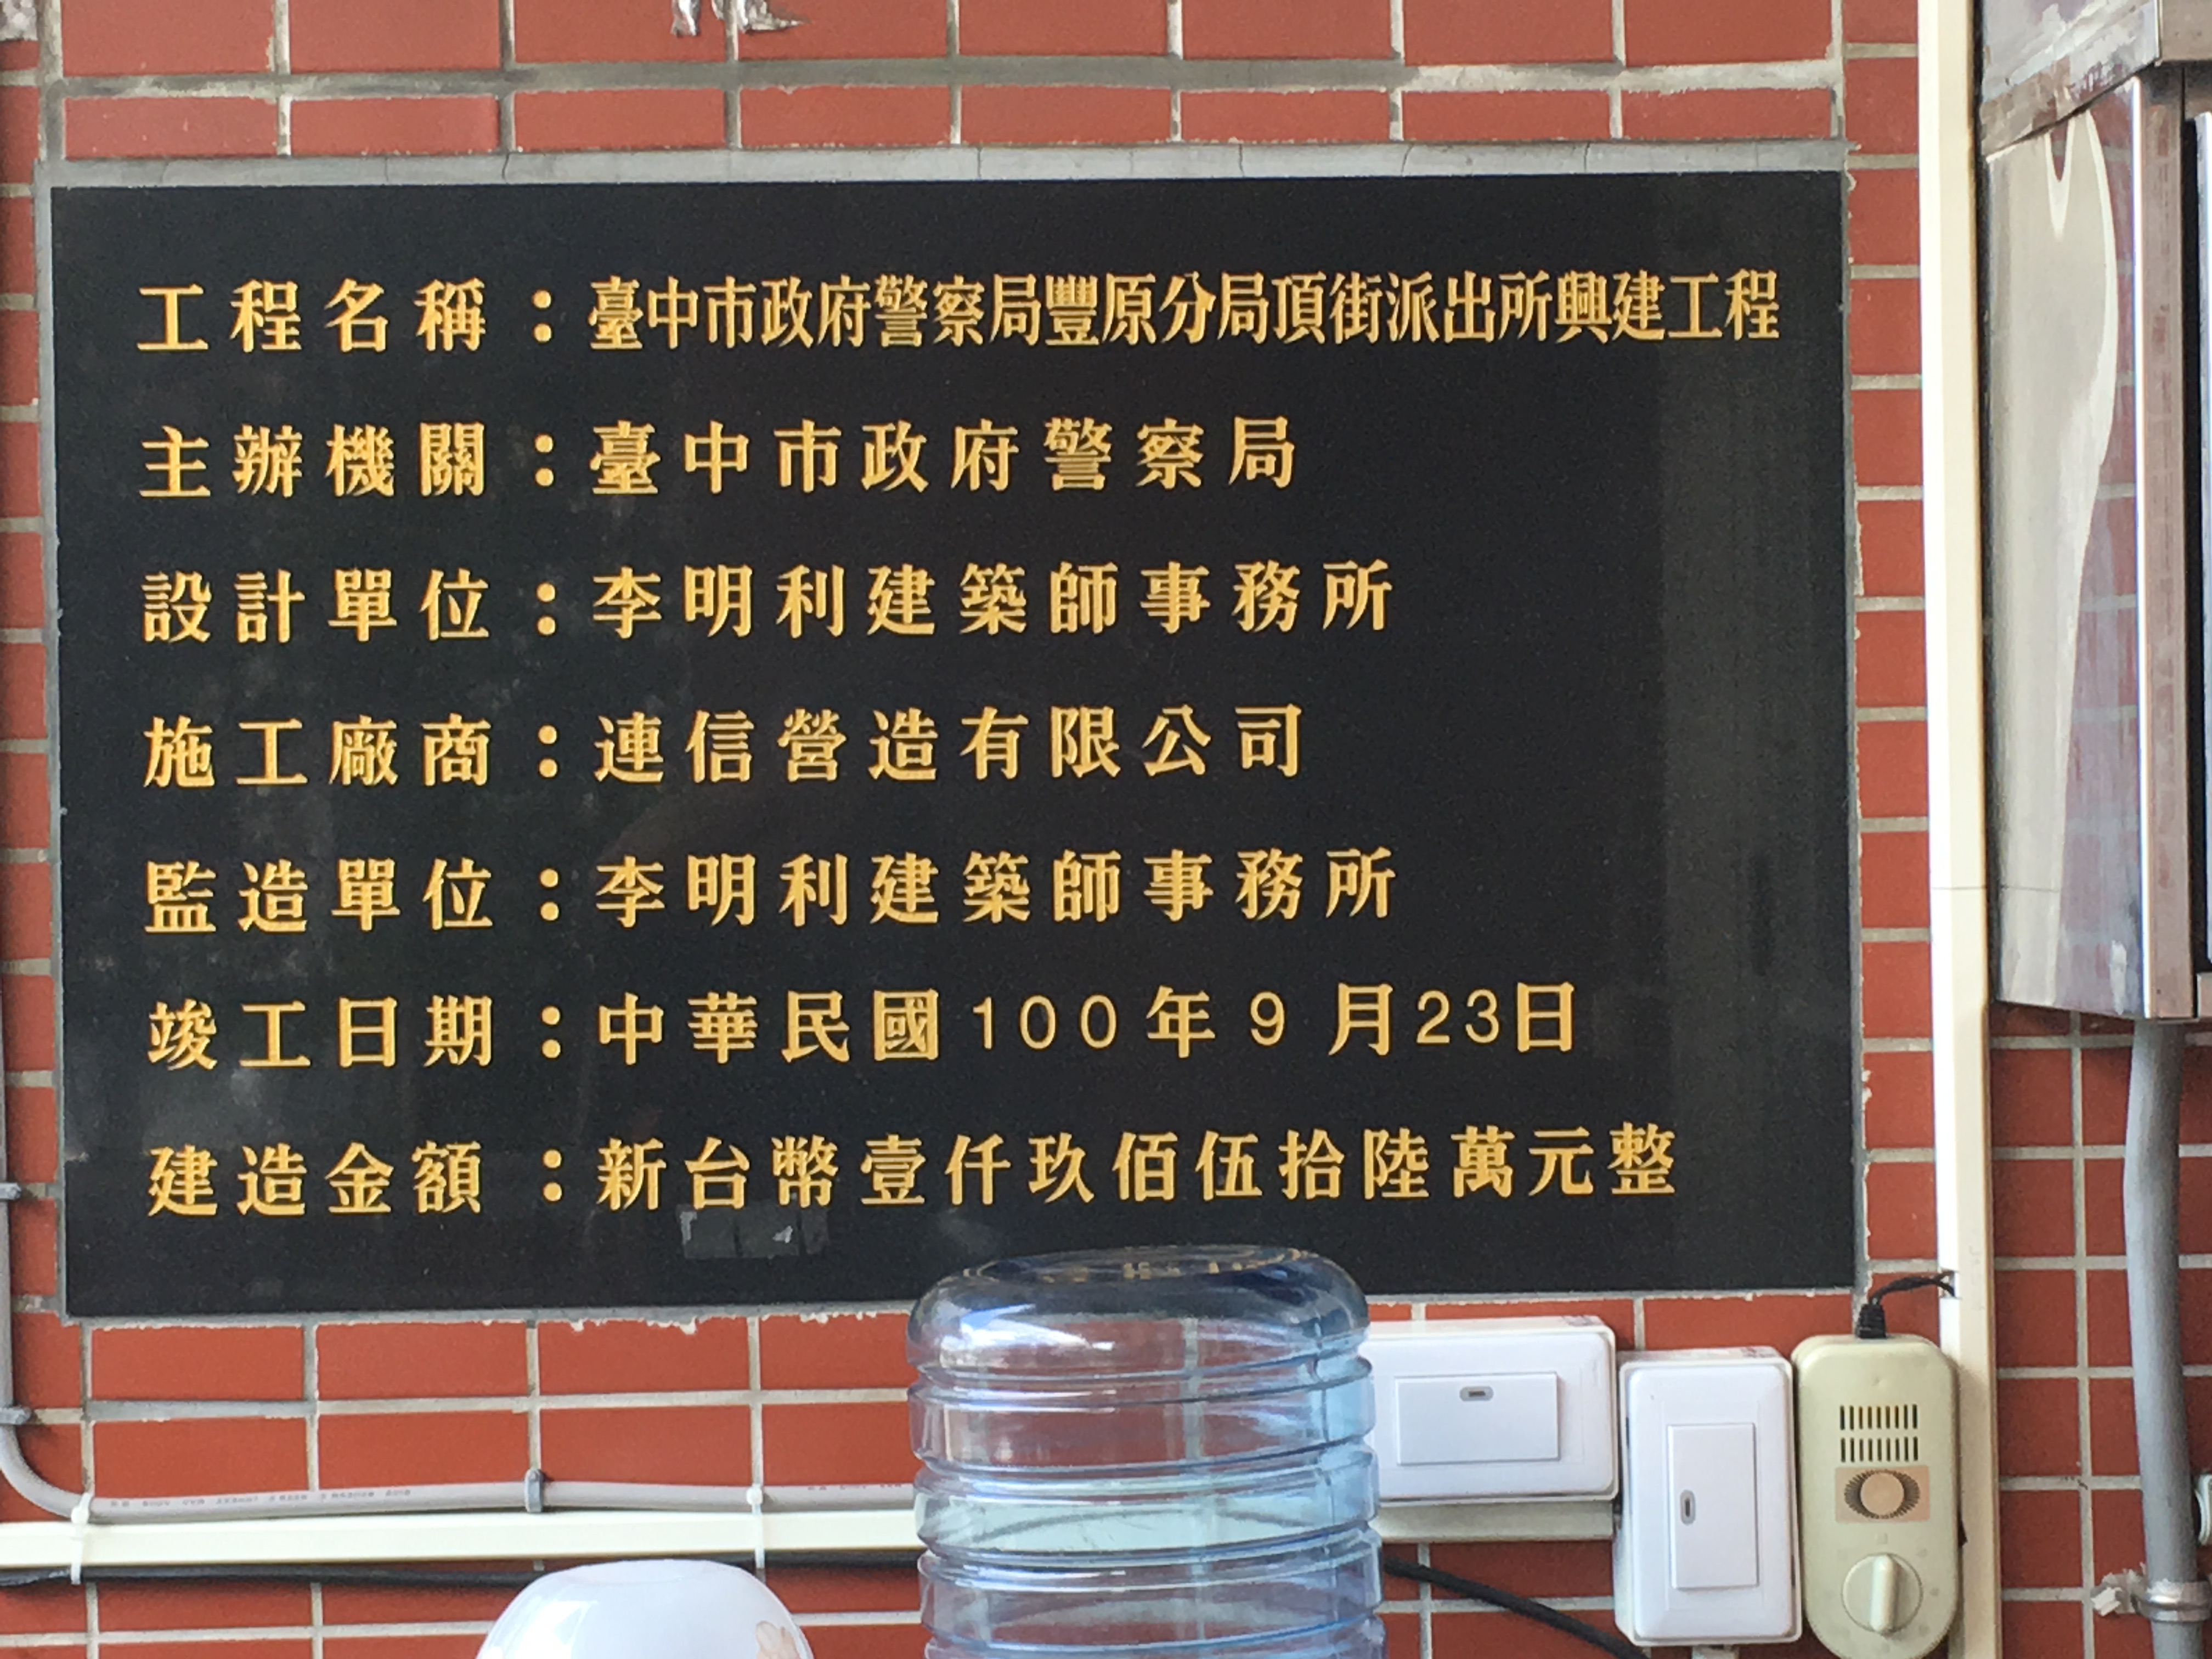 工程名稱：臺中市政府警察局豐原分局頂街派出所興建工程
主辦機關：臺中市政府警察局
設計單位：李明利建築師事務所
施工廠商：連信營造有限公司
監造單位：李明利建築師事務所
竣工日期：中華民國100年9月23日
建造金額：新台幣壹仟玖佰伍拾陸萬元整